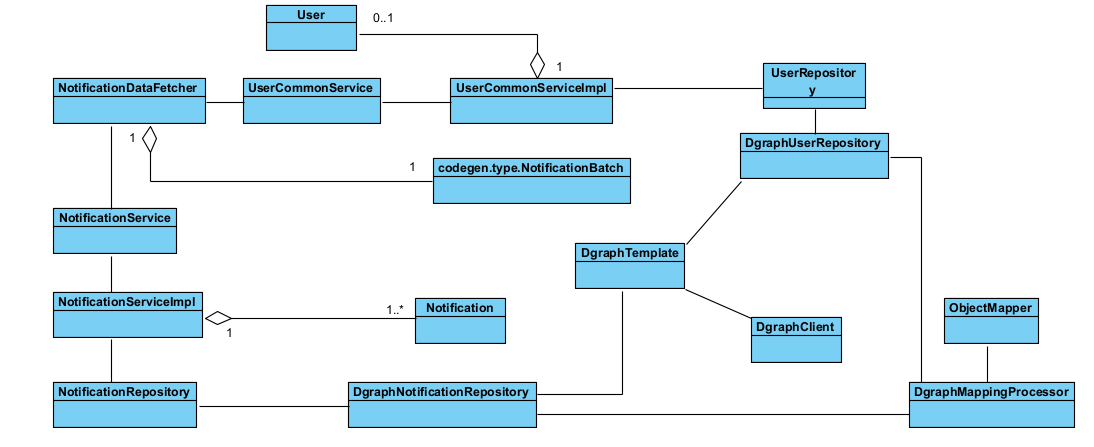 User
0..1
1
NotificationDataFetcher
UserCommonService
UserCommonServiceImpl
UserRepositor
y
1
DgraphUserRepository
1
codegen.type.NotificationBatch
NotificationService
DgraphTemplate
NotificationServiceImpl
1
1..*
Notification
DgraphClient
ObjectMapper
NotificationRepository
DgraphNotificationRepository
DgraphMappingProcessor